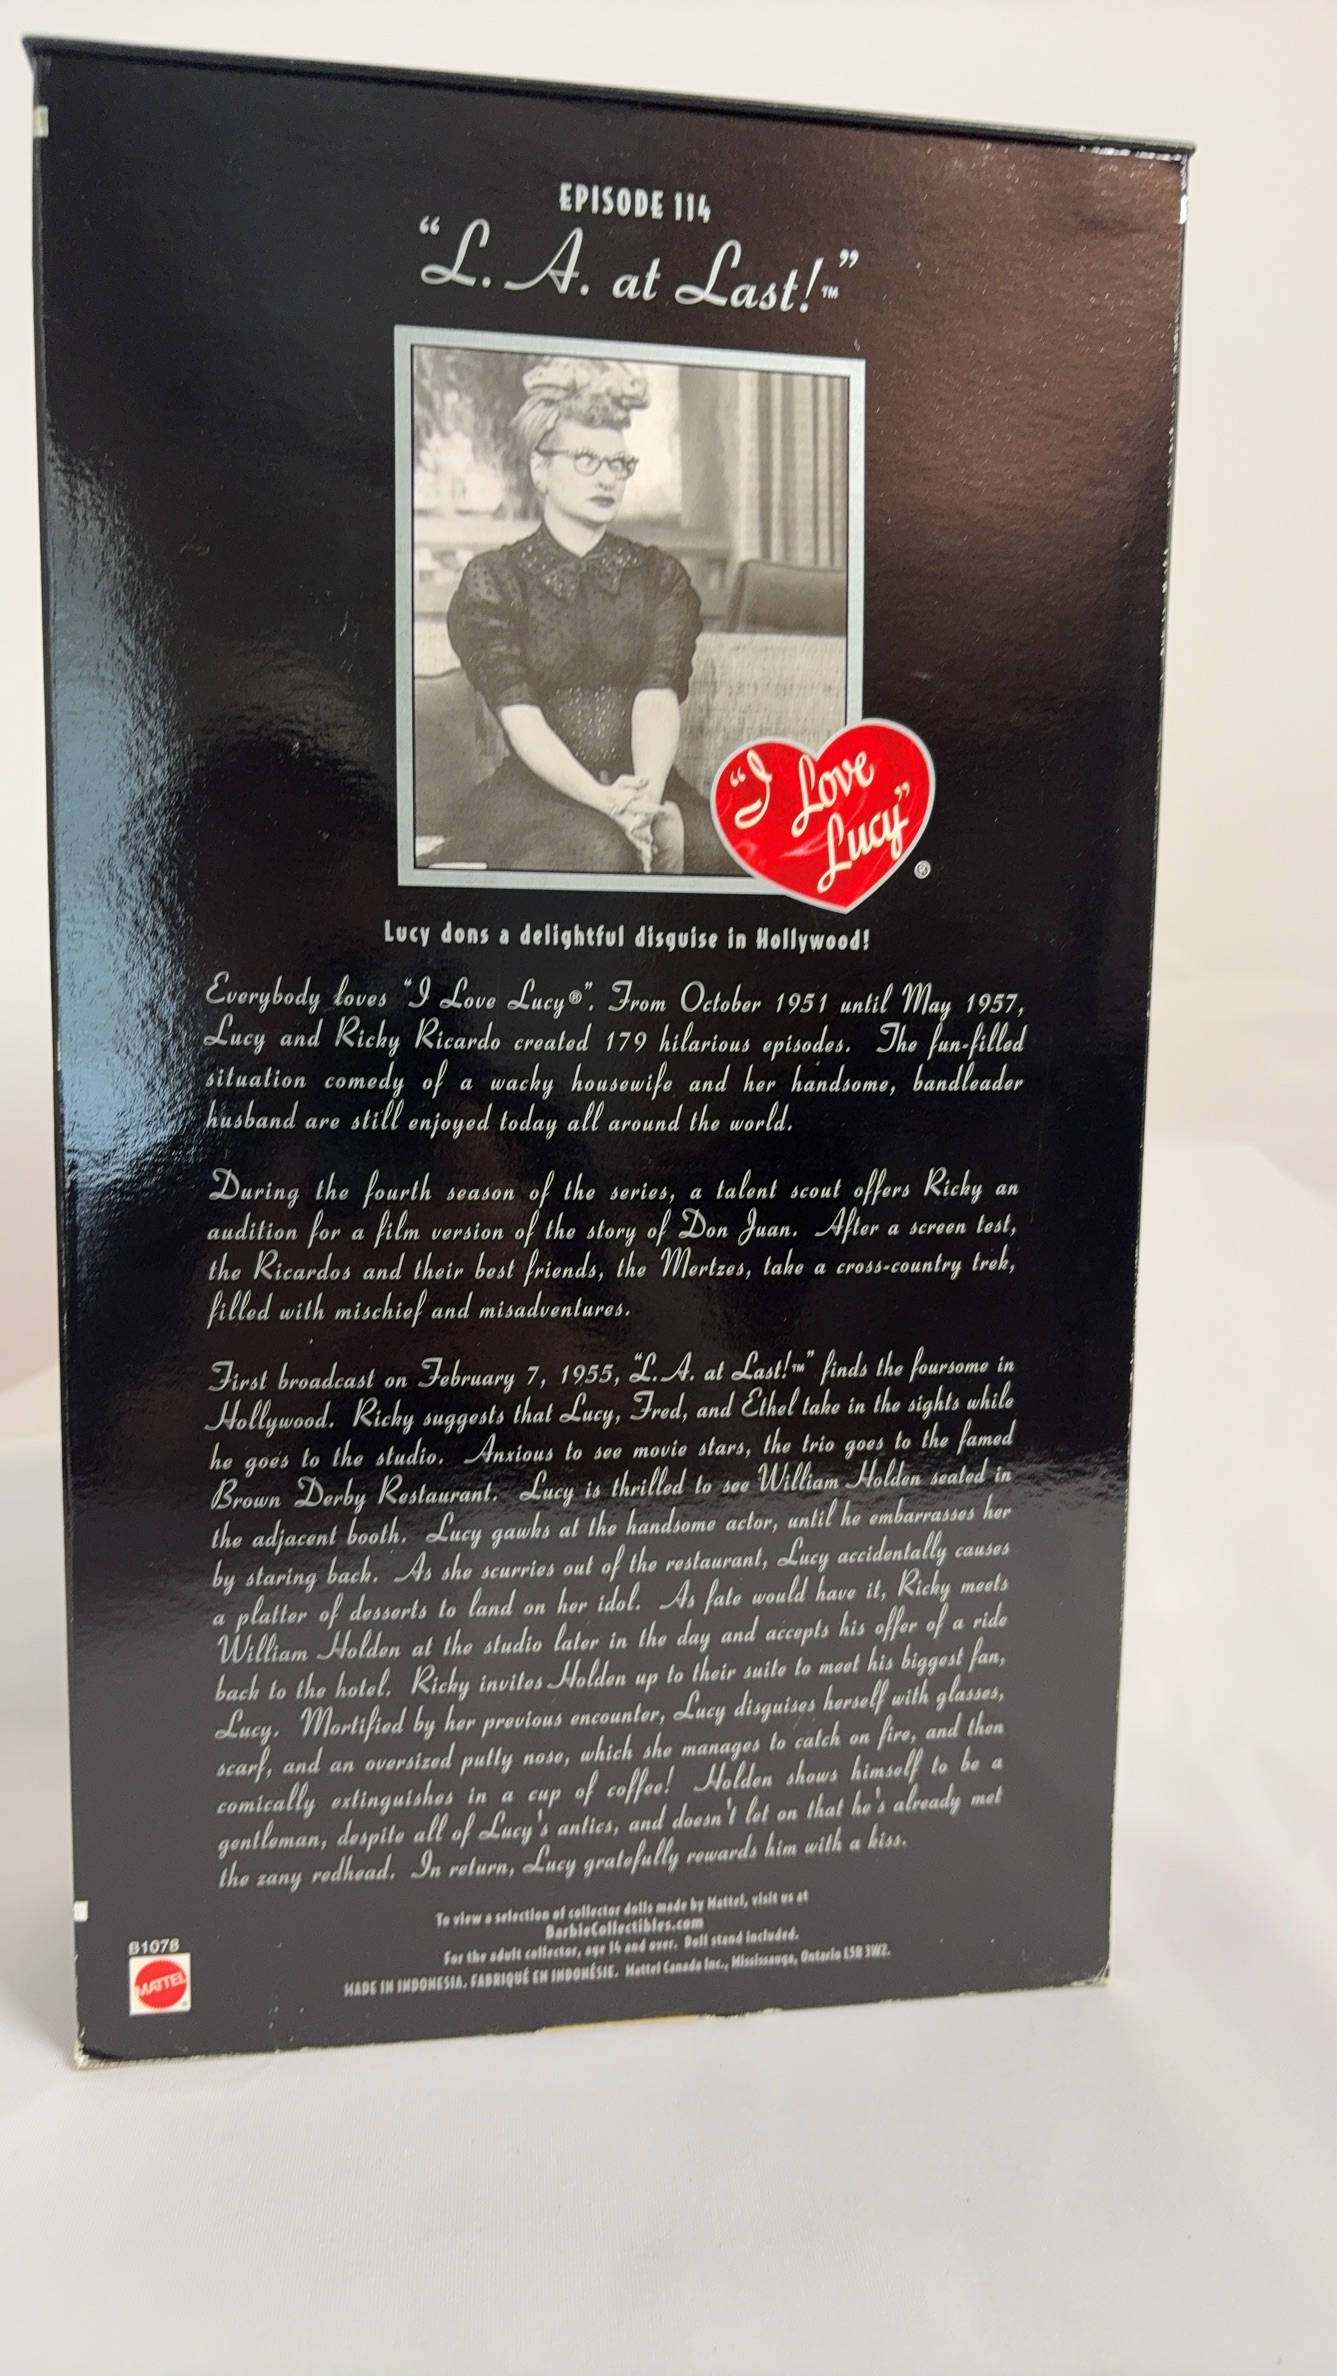 EPISODE 114
“L. A. at Last!™”
“I Love Lucy”
®
Lucy dons a delightful disguise in Hollywood!
Everybody loves “I Love Lucy®”. From October 1951 until May 1957,
Lucy and Ricky Ricardo created 179 hilarious episodes. The fun-filled
situation comedy of a wacky housewife and her handsome, bandleader
husband are still enjoyed today all around the world.
During the fourth season of the series, a talent scout offers Ricky an
audition for a film version of the story of Don Juan. After a screen test,
the Ricardos and their best friends, the Mertzes, take a cross-country trek,
filled with mischief and misadventures.
First broadcast on February 7, 1955, “L.A. at Last!™” finds the foursome in
Hollywood. Ricky suggests that Lucy, Fred, and Ethel take in the sights while
he goes to the studio. Anxious to see movie stars, the trio goes to the famed
Brown Derby Restaurant. Lucy is thrilled to see William Holden seated in
the adjacent booth. Lucy gawks at the handsome actor, until he embarrasses her
by staring back. As she scurries out of the restaurant, Lucy accidentally causes
a platter of desserts to land on her idol. As fate would have it, Ricky meets
William Holden at the studio later in the day and accepts his offer of a ride
back to the hotel. Ricky invites Holden up to their suite to meet his biggest fan,
Lucy. Mortified by her previous encounter, Lucy disguises herself with glasses,
scarf, and an oversized putty nose, which she manages to catch on fire, and then
comically extinguishes in a cup of coffee! Holden shows himself to be a
gentleman, despite all of Lucy's antics, and doesn't let on that he's already met
the zany redhead. In return, Lucy gratefully rewards him with a kiss.
To view a selection of collector dolls made by Mattel, visit us at
BarbieCollectibles.com
For the adult collector, age 14 and over. Doll stand included.
MADE IN INDONESIA. FABRIQUÉ EN INDONÉSIE. Mattel Canada Inc., Mississauga, Ontario L5R 3W2.
B1078
MATTEL